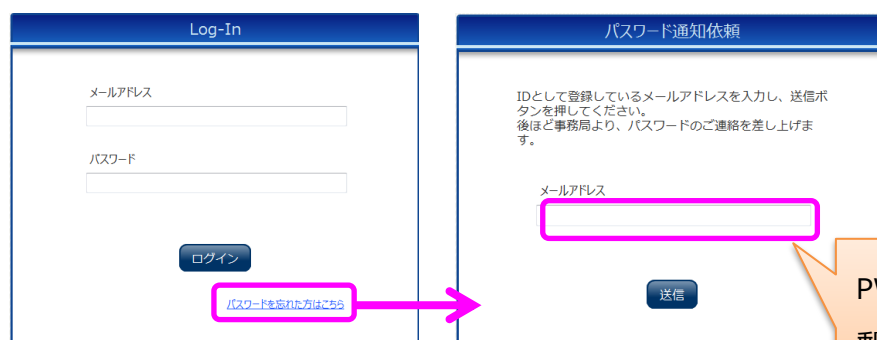 Log-In
メールアドレス
パスワード
ログイン
パスワードを忘れた方はこちら
パスワード通知依頼
IDとして登録しているメールアドレスを入力し、送信ボ
タンを押してください。
後ほど事務局より、パスワードのご連絡を差し上げま
す。
メールアドレス
送信